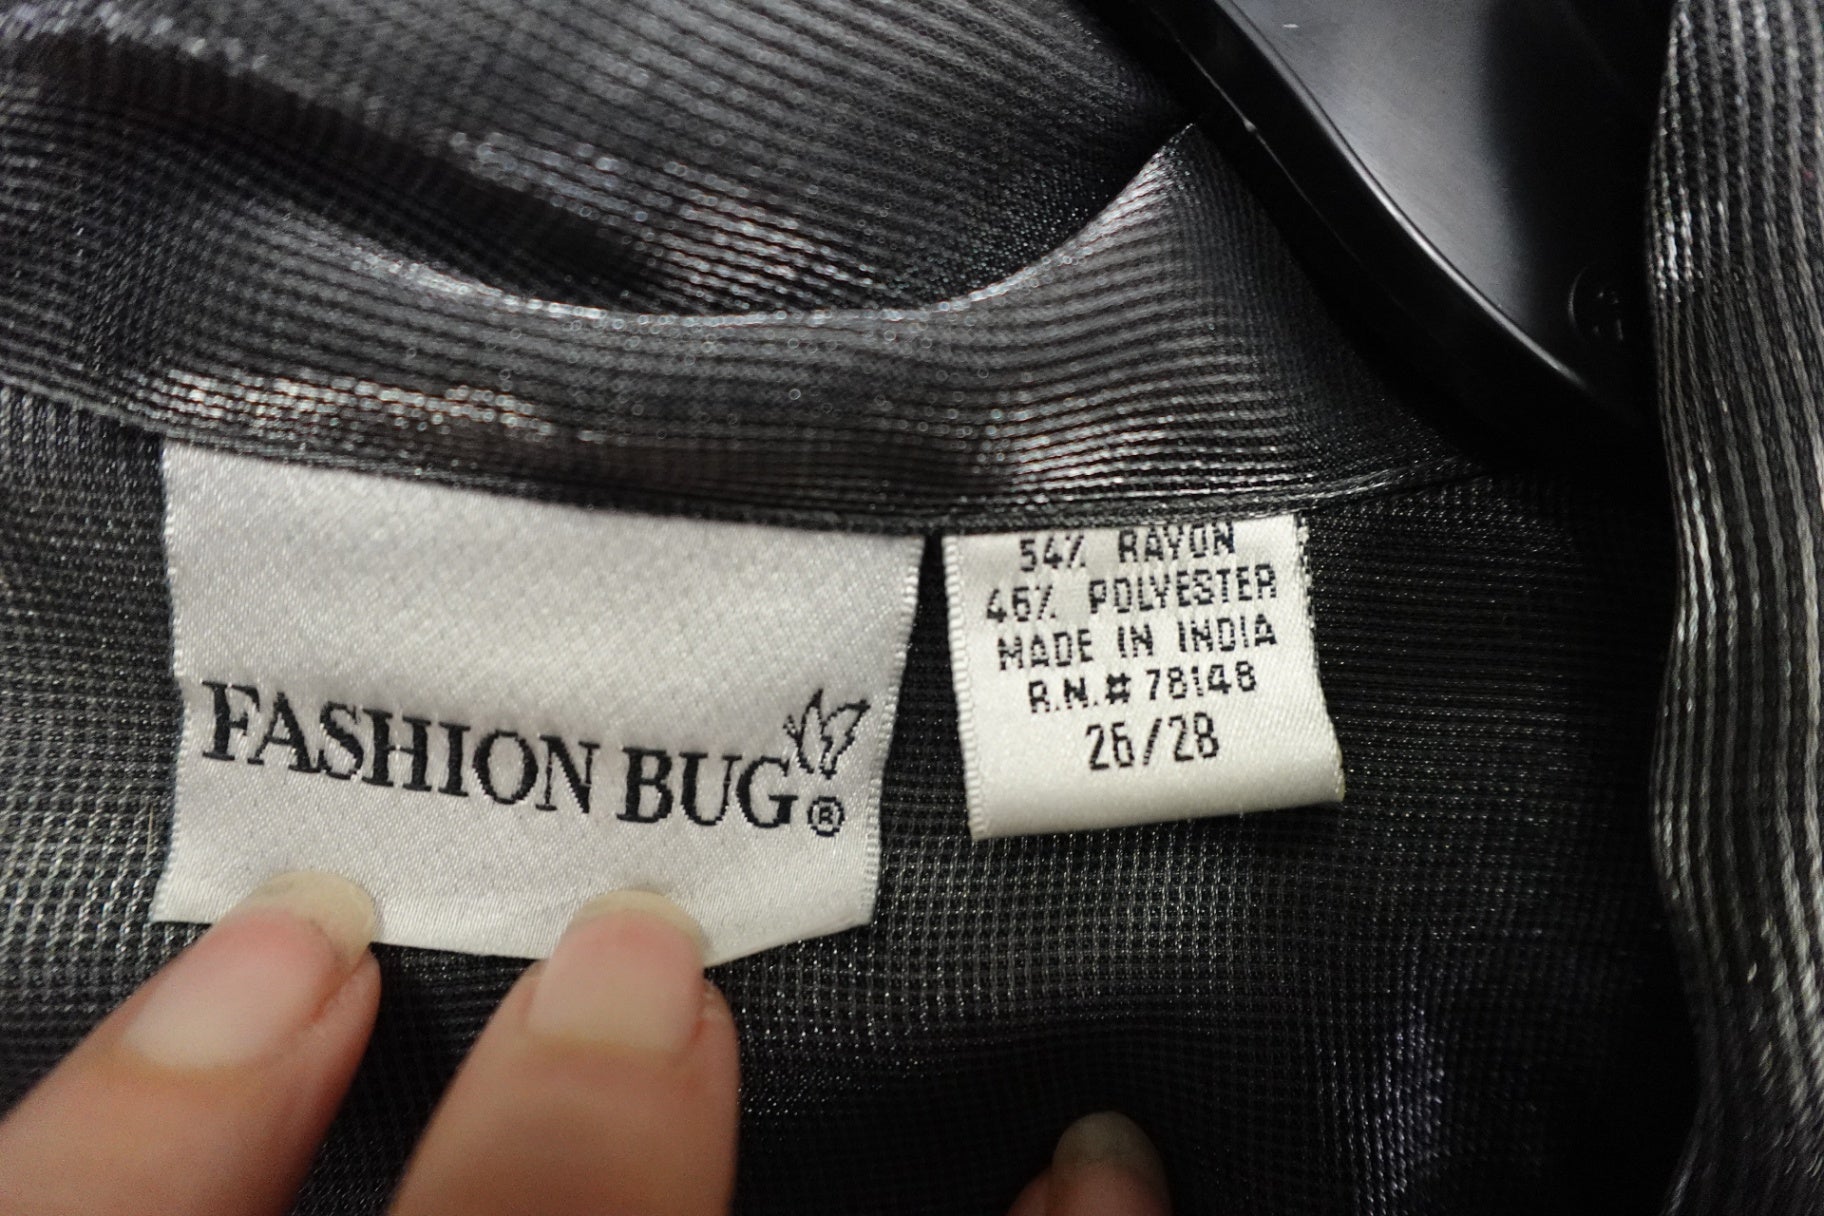 FASHION BUG®
54% RAYON
46% POLYESTER
MADE IN INDIA
R.N.# 78148
26/28